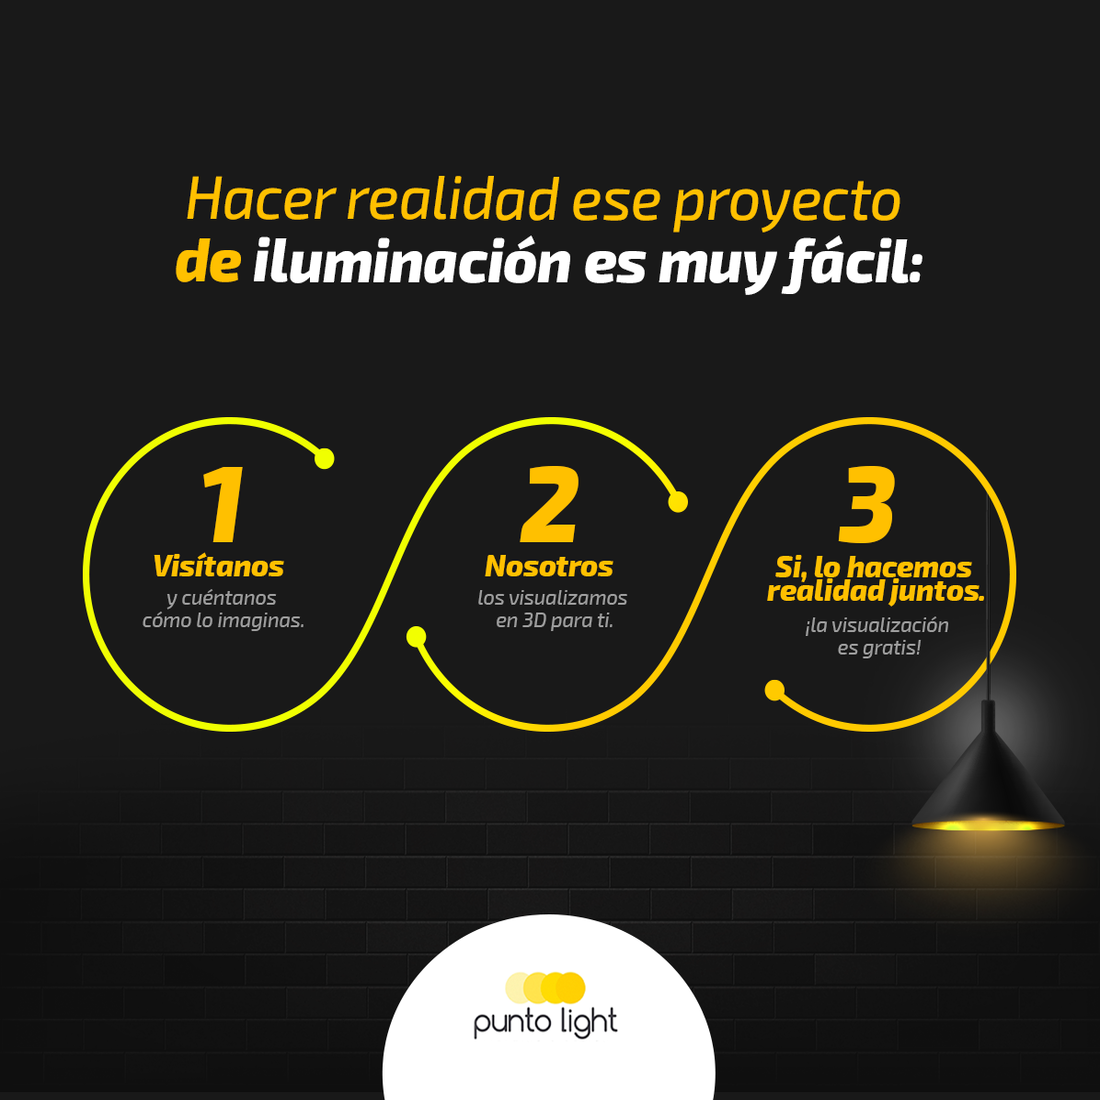 Hacer realidad ese proyecto
de iluminación es muy fácil:
1
Visítanos
y cuéntanos
cómo lo imaginas.
2
Nosotros
los visualizamos
en 3D para ti.
3
Si, lo hacemos
realidad juntos.
¡la visualización
es gratis!
punto light